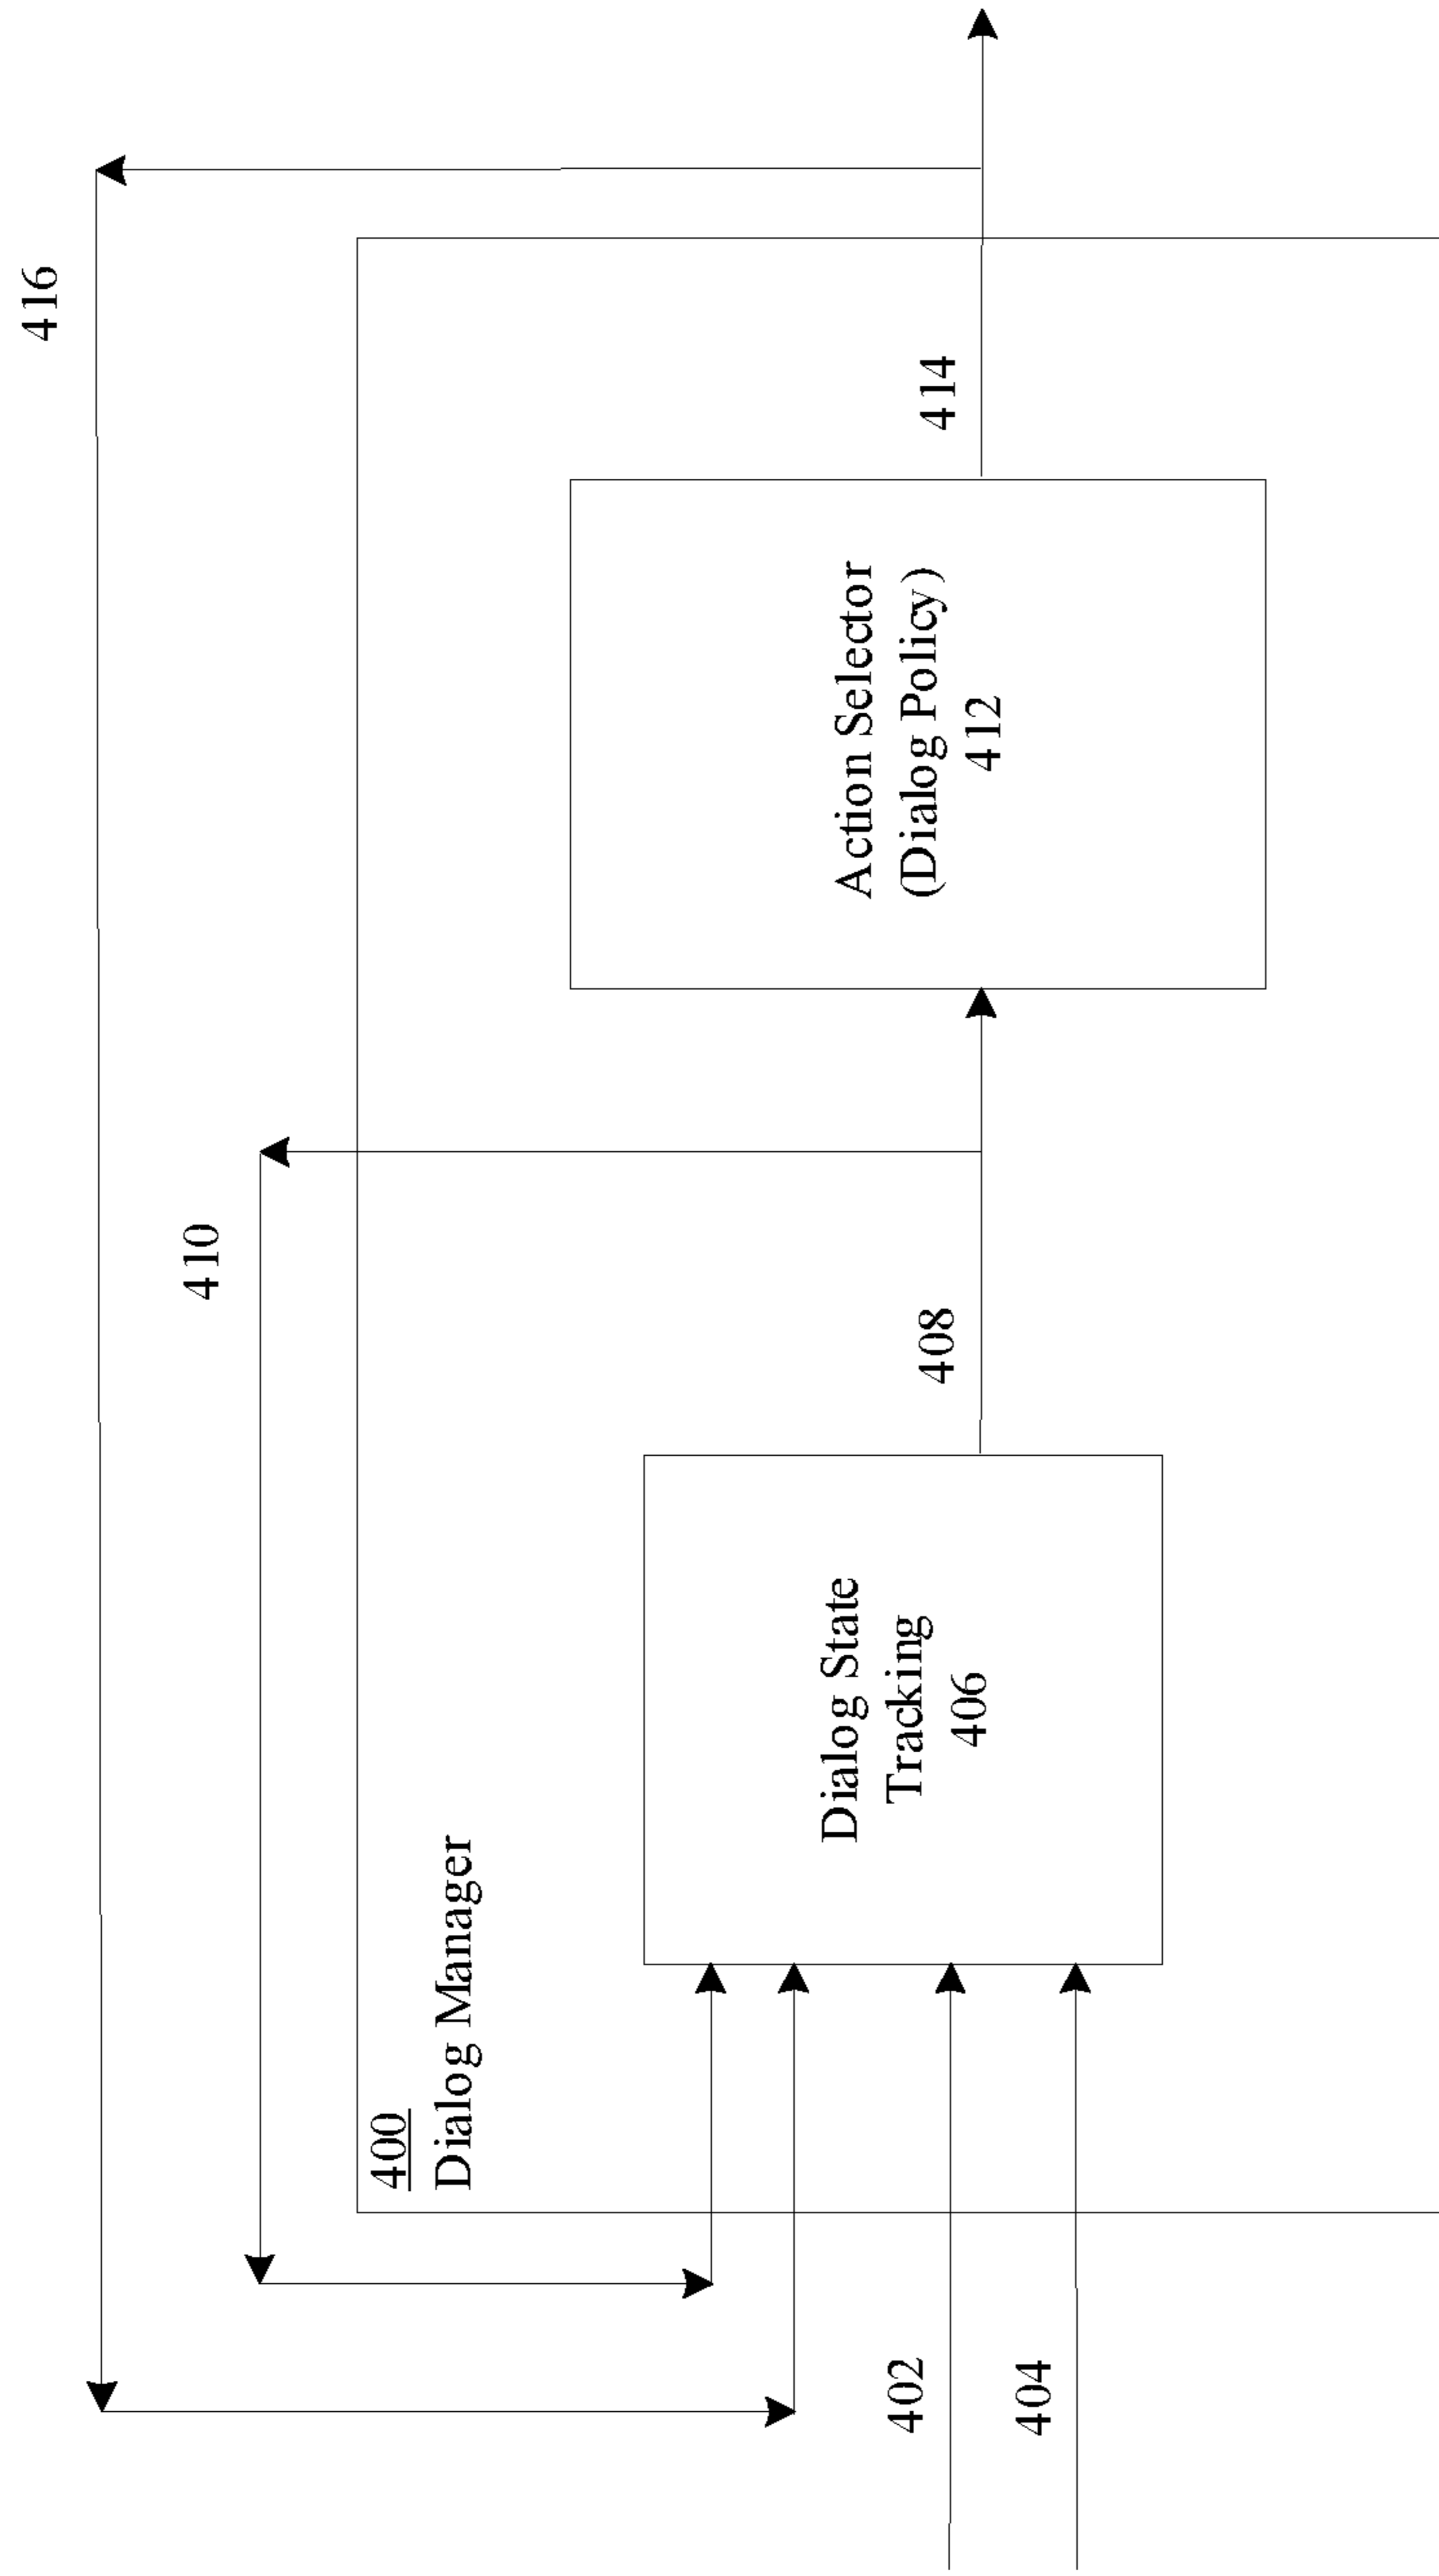 416
410
400
Dialog Manager
Dialog State
Tracking
406
408
Action Selector
(Dialog Policy)
412
414
402
404